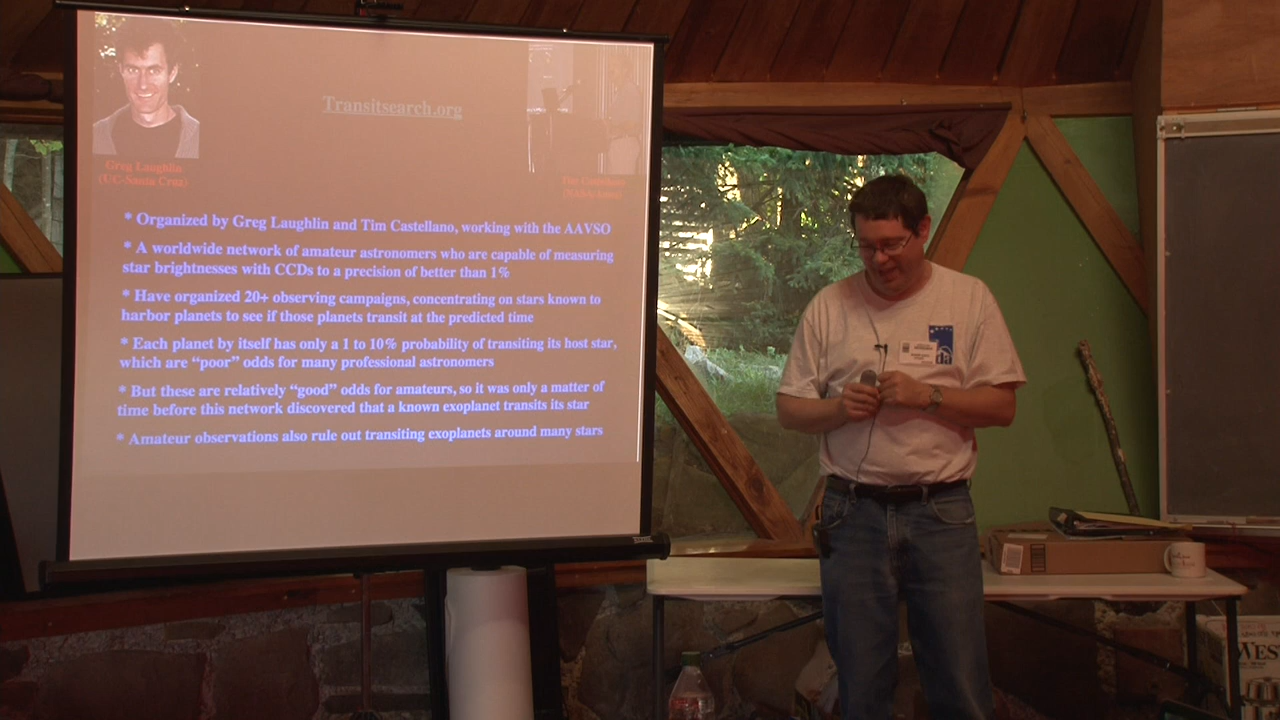 Transitsearch.org
Greg Laughlin
(UC-Santa Cruz)
* Organized by Greg Laughlin and Tim Castellano, working with the AAVSO
* A worldwide network of amateur astronomers who are capable of measuring
star brightnesses with CCDs to a precision of better than 1%
* Have organized 20+ observing campaigns, concentrating on stars known to
harbor planets to see if those planets transit at the predicted time
* Each planet by itself has only a 1 to 10% probability of transiting its host star,
which are “poor” odds for many professional astronomers
* But these are relatively “good” odds for amateurs, so it was only a matter of
time before this network discovered that a known exoplanet transits its star
* Amateur observations also rule out transiting exoplanets around many stars